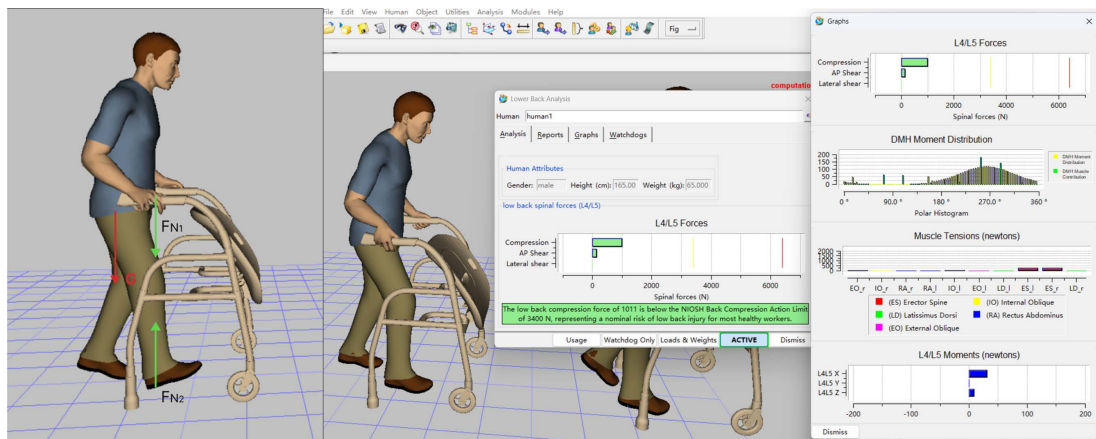 File Edit View Human Object Utilities Analysis Modules Help
Fig
computatio
FN1
G
FN2
Lower Back Analysis
Human human1
Analysis Reports Graphs Watchdogs
Human Attributes
Gender: male Height (cm): 165.00 Weight (kg): 65.000
low back spinal forces (L4/L5)
L4/L5 Forces
Compression
AP Shear
Lateral shear
0 2000 4000 6000
Spinal forces (N)
The low back compression force of 1011 is below the NIOSH Back Compression Action Limit
of 3400 N, representing a nominal risk of low back injury for most healthy workers.
Usage Watchdog Only Loads & Weights ACTIVE Dismiss
Graphs
L4/L5 Forces
Compression
AP Shear
Lateral shear
0 2000 4000 6000
Spinal forces (N)
DMH Moment Distribution
200
150
100
50
0
0 ° 90.0 ° 180.0 ° 270.0 ° 360 °
Polar Histogram
DMH Moment
Distribution
DMH Muscle
Contribution
Muscle Tensions (newtons)
2000
1500
1000
500
0
EO_r IO_r RA_r RA_l IO_l EO_l LD_l ES_l ES_r LD_r
(ES) Erector Spine (IO) Internal Oblique
(LD) Latissimus Dorsi (RA) Rectus Abdominus
(EO) External Oblique
L4/L5 Moments (newtons)
L4L5 X
L4L5 Y
L4L5 Z
-200 -100 0 100 200
Dismiss